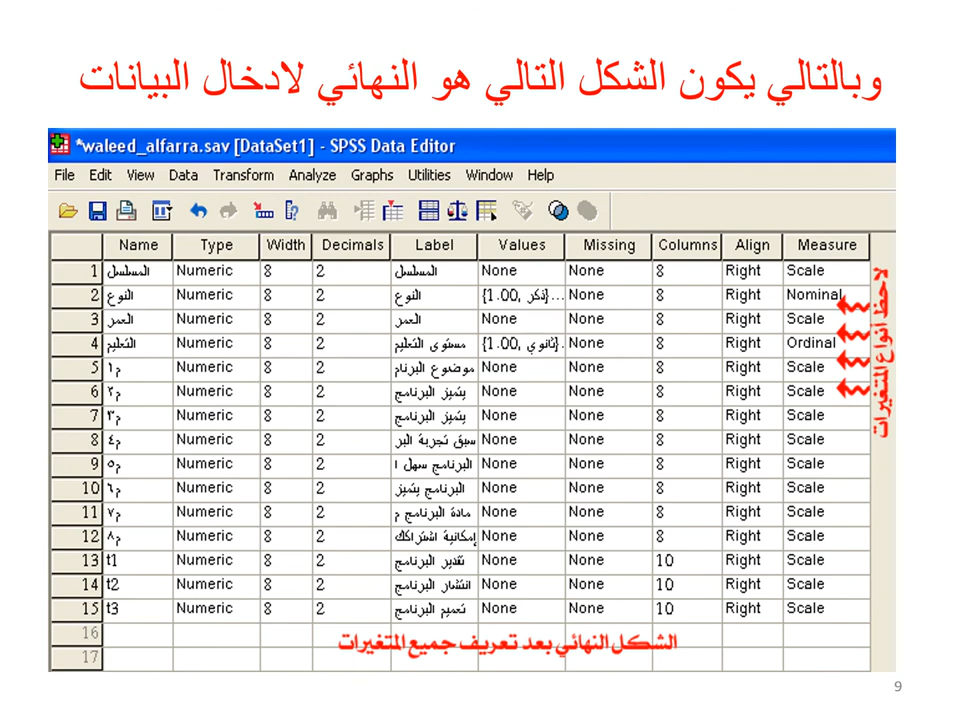 وبالتالي يكون الشكل التالي هو النهائي لادخال البيانات
*waleed_alfarra.sav [DataSet1] - SPSS Data Editor
File Edit View Data Transform Analyze Graphs Utilities Window Help
Name Type Width Decimals Label Values Missing Columns Align Measure
1 المسلسل Numeric 8 2 المسلسل None None 8 Right Scale
2 النوع Numeric 8 2 النوع {1.00, ذكر}... None 8 Right Nominal
3 العمر Numeric 8 2 العمر None None 8 Right Scale
4 التعليم Numeric 8 2 مستوى التعليم {1.00, ثانوي}.. None 8 Right Ordinal
5 م١ Numeric 8 2 موضوع البرنام None None 8 Right Scale
6 م٢ Numeric 8 2 يتميز البرنامج None None 8 Right Scale
7 م٣ Numeric 8 2 يتميز البرنامج None None 8 Right Scale
8 م٤ Numeric 8 2 سبق تجربة البر None None 8 Right Scale
9 م٥ Numeric 8 2 البرنامج سهل ا None None 8 Right Scale
10 م٦ Numeric 8 2 البرنامج يتميز None None 8 Right Scale
11 م٧ Numeric 8 2 مادة البرنامج م None None 8 Right Scale
12 م٨ Numeric 8 2 إمكانية اشتراكك None None 8 Right Scale
13 t1 Numeric 8 2 تقدير البرنامج None None 10 Right Scale
14 t2 Numeric 8 2 انتشار البرنامج None None 10 Right Scale
15 t3 Numeric 8 2 تعميم البرنامج None None 10 Right Scale
16
17
لاحظ أنواع المتغيرات
الشكل النهائي بعد تعريف جميع المتغيرات
9